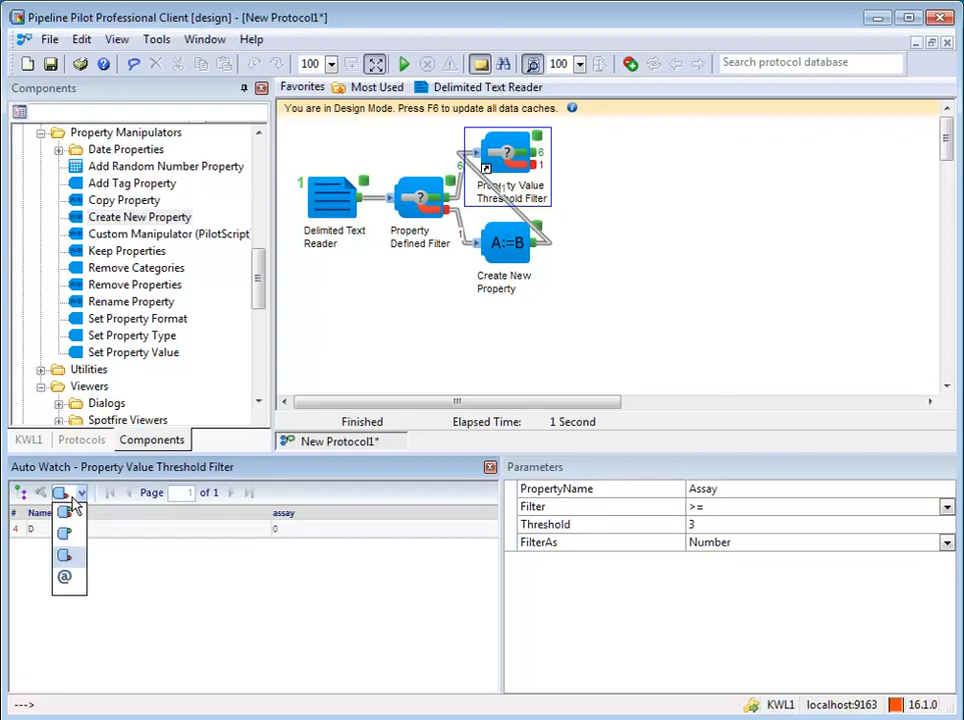 Pipeline Pilot Professional Client [design] - [New Protocol1*]
File Edit View Tools Window Help
100 100 Search protocol database
Components
Favorites Most Used Delimited Text Reader
You are in Design Mode. Press F6 to update all data caches.
Property Manipulators
Date Properties
Add Random Number Property
Add Tag Property
Copy Property
Create New Property
Custom Manipulator (PilotScript
Keep Properties
Remove Categories
Remove Properties
Rename Property
Set Property Format
Set Property Type
Set Property Value
Utilities
Viewers
Dialogs
Spotfire Viewers
KWL1 Protocols Components
1
Delimited Text
Reader
?
Property
Defined Filter
6
1
?
6
1
Property Value
Threshold Filter
A:=B
Create New
Property
Finished Elapsed Time: 1 Second
New Protocol1*
Auto Watch - Property Value Threshold Filter
Page 1 of 1
# Name assay
4 D 0
@
Parameters
PropertyName Assay
Filter >=
Threshold 3
FilterAs Number
---> KWL1 localhost:9163 16.1.0